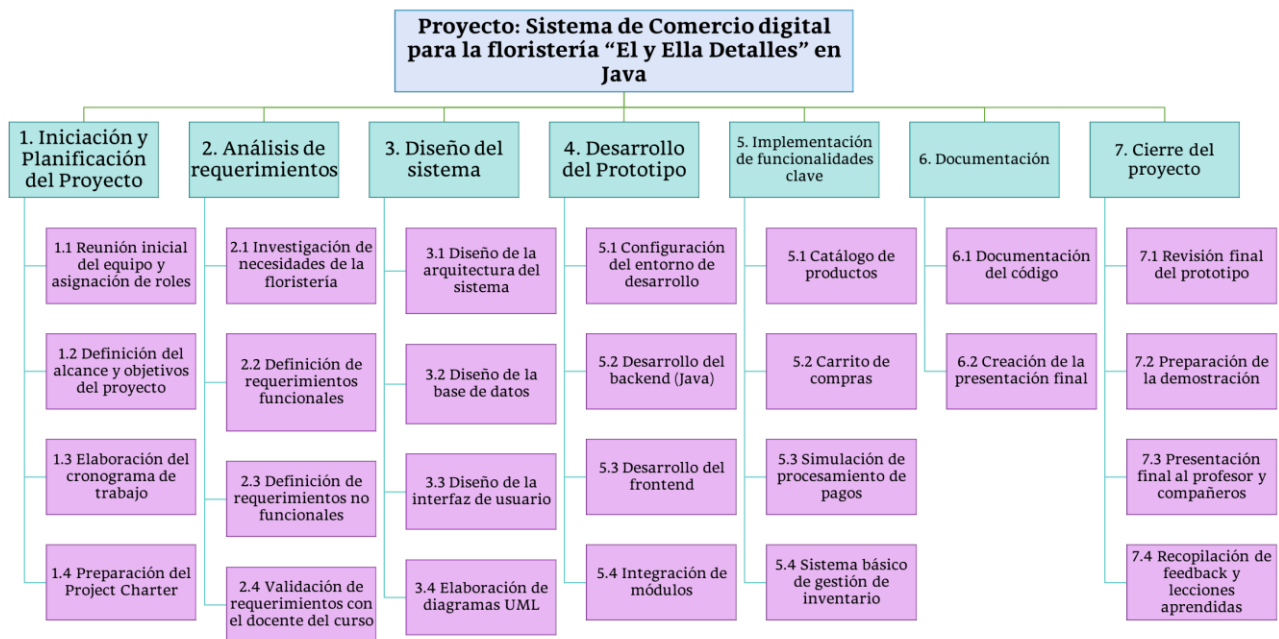 Proyecto: Sistema de Comercio digital
para la floristería “El y Ella Detalles” en
Java
1. Iniciación y
Planificación
del Proyecto
2. Análisis de
requerimientos
3. Diseño del
sistema
4. Desarrollo
del Prototipo
5. Implementación
de funcionalidades
clave
6. Documentación
7. Cierre del
proyecto
1.1 Reunión inicial
del equipo y
asignación de roles
1.2 Definición del
alcance y objetivos
del proyecto
1.3 Elaboración del
cronograma de
trabajo
1.4 Preparación del
Project Charter
2.1 Investigación de
necesidades de la
floristería
2.2 Definición de
requerimientos
funcionales
2.3 Definición de
requerimientos no
funcionales
2.4 Validación de
requerimientos con
el docente del curso
3.1 Diseño de la
arquitectura del
sistema
3.2 Diseño de la
base de datos
3.3 Diseño de la
interfaz de usuario
3.4 Elaboración de
diagramas UML
5.1 Configuración
del entorno de
desarrollo
5.2 Desarrollo del
backend (Java)
5.3 Desarrollo del
frontend
5.4 Integración de
módulos
5.1 Catálogo de
productos
5.2 Carrito de
compras
5.3 Simulación de
procesamiento de
pagos
5.4 Sistema básico
de gestión de
inventario
6.1 Documentación
del código
6.2 Creación de la
presentación final
7.1 Revisión final
del prototipo
7.2 Preparación de
la demostración
7.3 Presentación
final al profesor y
compañeros
7.4 Recopilación de
feedback y
lecciones
aprendidas